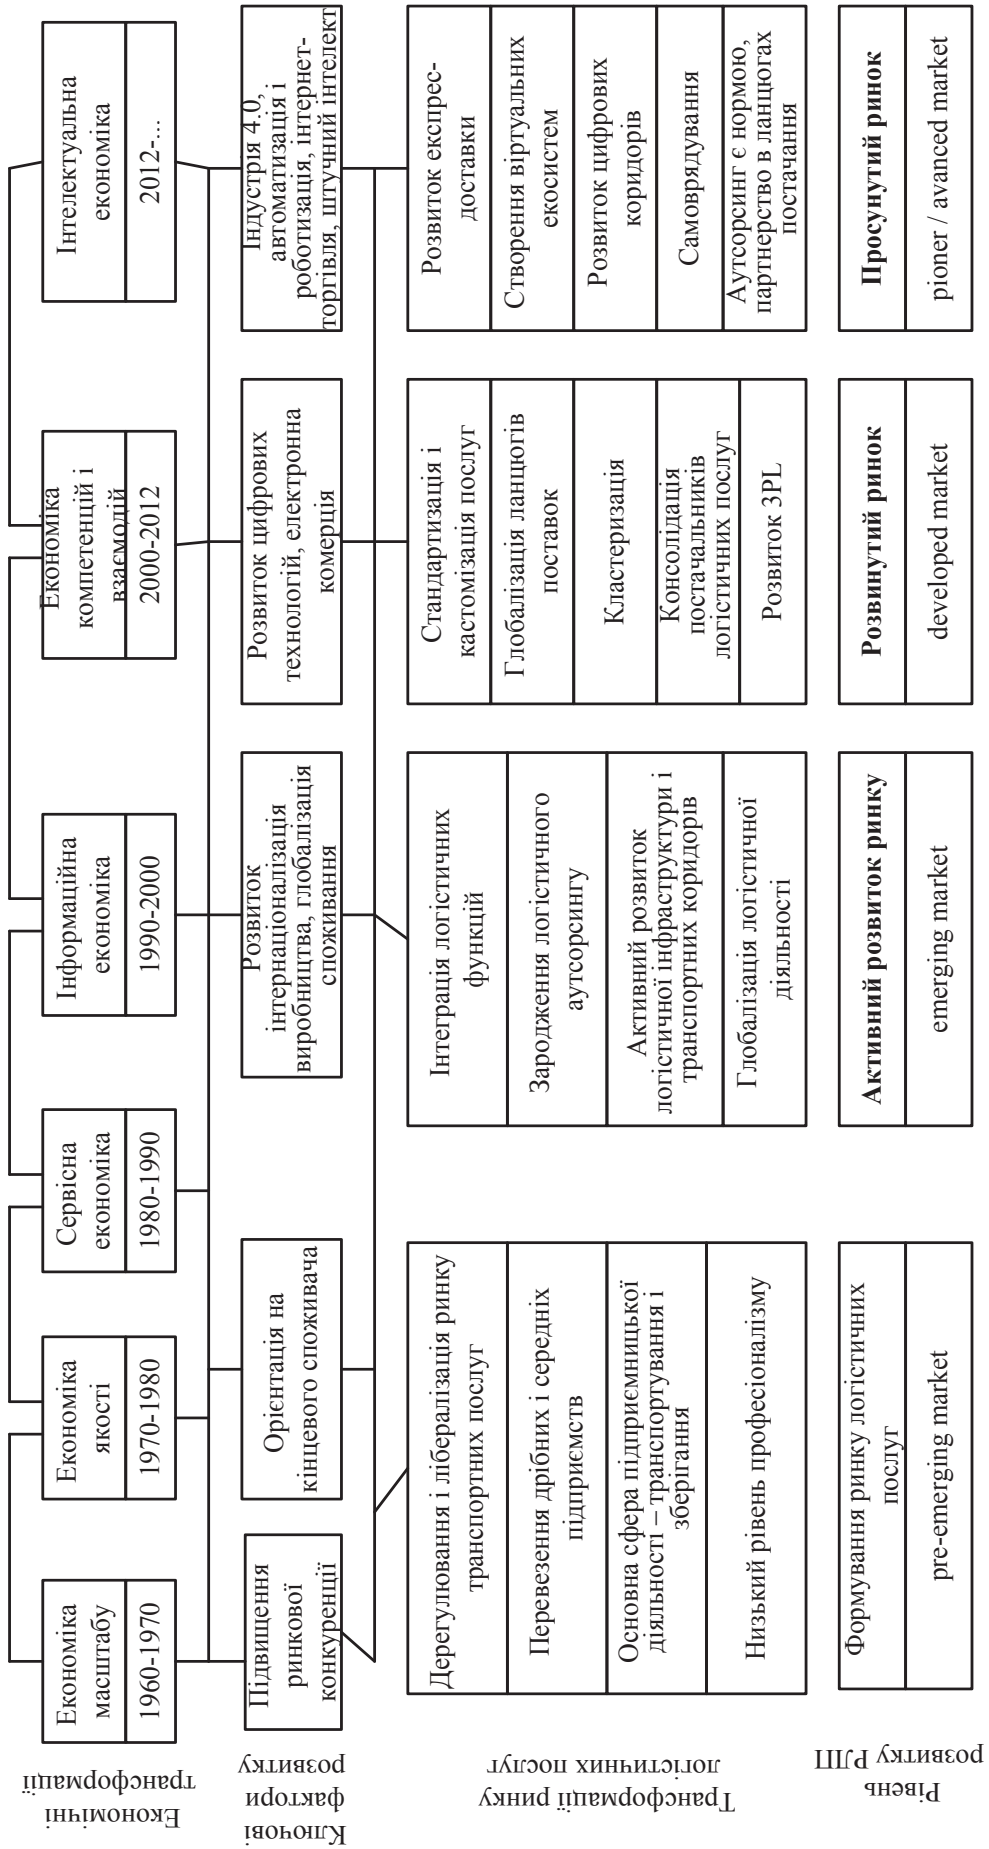 Економічні
трансформації
Економіка
масштабу
1960-1970
Економіка
якості
1970-1980
Сервісна
економіка
1980-1990
Інформаційна
економіка
1990-2000
Економіка
компетенцій і
взаємодій
2000-2012
Інтелектуальна
економіка
2012-...
Ключові
фактори
розвитку
Підвищення
ринкової
конкуренції
Орієнтація на
кінцевого споживача
Розвиток
інтернаціоналізація
виробництва, глобалізація
споживання
Розвиток цифрових
технологій, електронна
комерція
Індустрія 4.0,
автоматизація і
роботизація, інтернет-
торгівля, штучний інтелект
Трансформації ринку
логістичних послуг
Дерегулювання і лібералізація ринку
транспортних послуг
Перевезення дрібних і середніх
підприємств
Основна сфера підприємницької
діяльності – транспортування і
зберігання
Низький рівень професіоналізму
Інтеграція логістичних
функцій
Зародження логістичного
аутсорсингу
Активний розвиток
логістичної інфраструктури і
транспортних коридорів
Глобалізація логістичної
діяльності
Стандартизація і
кастомізація послуг
Глобалізація ланцюгів
поставок
Кластеризація
Консолідація
постачальників
логістичних послуг
Розвиток 3PL
Розвиток експрес-
доставки
Створення віртуальних
екосистем
Розвиток цифрових
коридорів
Самоврядування
Аутсорсинг є нормою,
партнерство в ланцюгах
постачання
Рівень
розвитку РЛП
Формування ринку логістичних
послуг
pre-emerging market
Активний розвиток ринку
emerging market
Розвинутий ринок
developed market
Просунутий ринок
pioner / avanced market